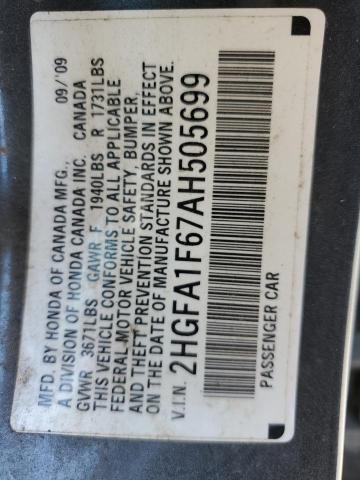 MFD. BY HONDA OF CANADA MFG., 09/'09
A DIVISION OF HONDA CANADA INC. CANADA
GVWR 3671LBS GAWR F 1940LBS R 1731LBS
THIS VEHICLE CONFORMS TO ALL APPLICABLE
FEDERAL MOTOR VEHICLE SAFETY, BUMPER,
AND THEFT PREVENTION STANDARDS IN EFFECT
ON THE DATE OF MANUFACTURE SHOWN ABOVE.
V.I.N. 2HGFA1F67AH505699
PASSENGER CAR